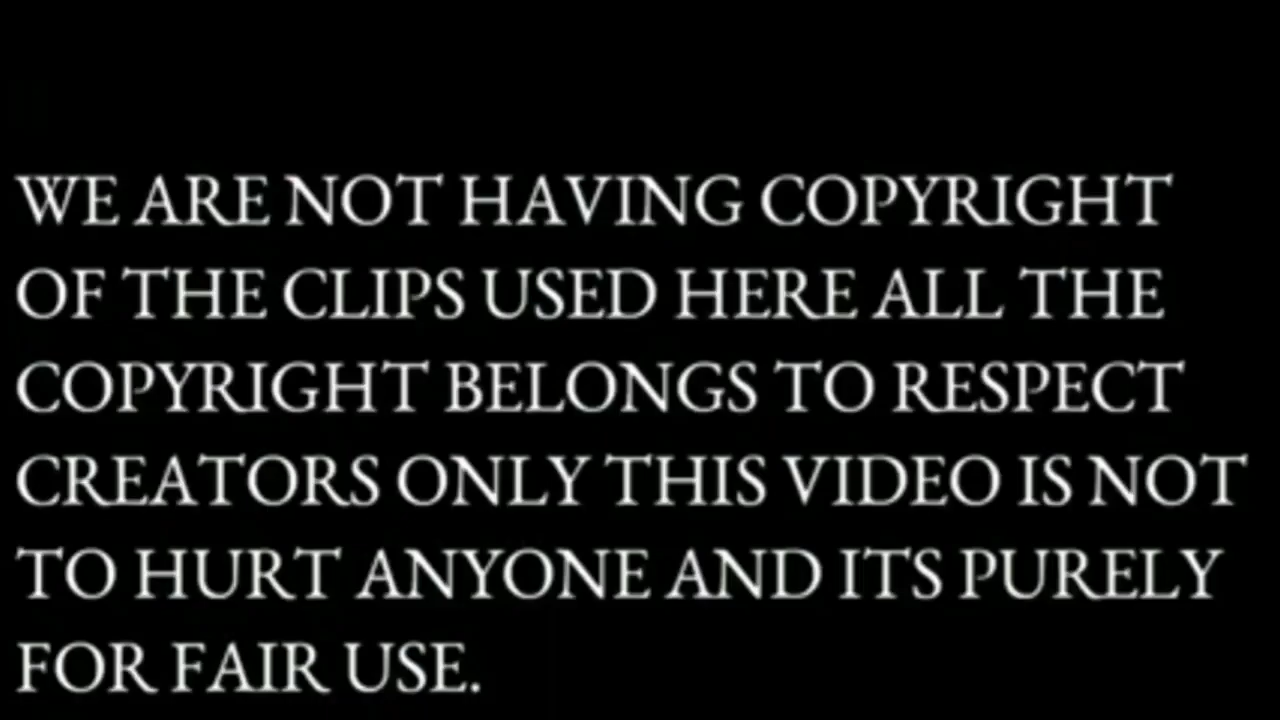 WE ARE NOT HAVING COPYRIGHT
OF THE CLIPS USED HERE ALL THE
COPYRIGHT BELONGS TO RESPECT
CREATORS ONLY THIS VIDEO IS NOT
TO HURT ANYONE AND ITS PURELY
FOR FAIR USE.